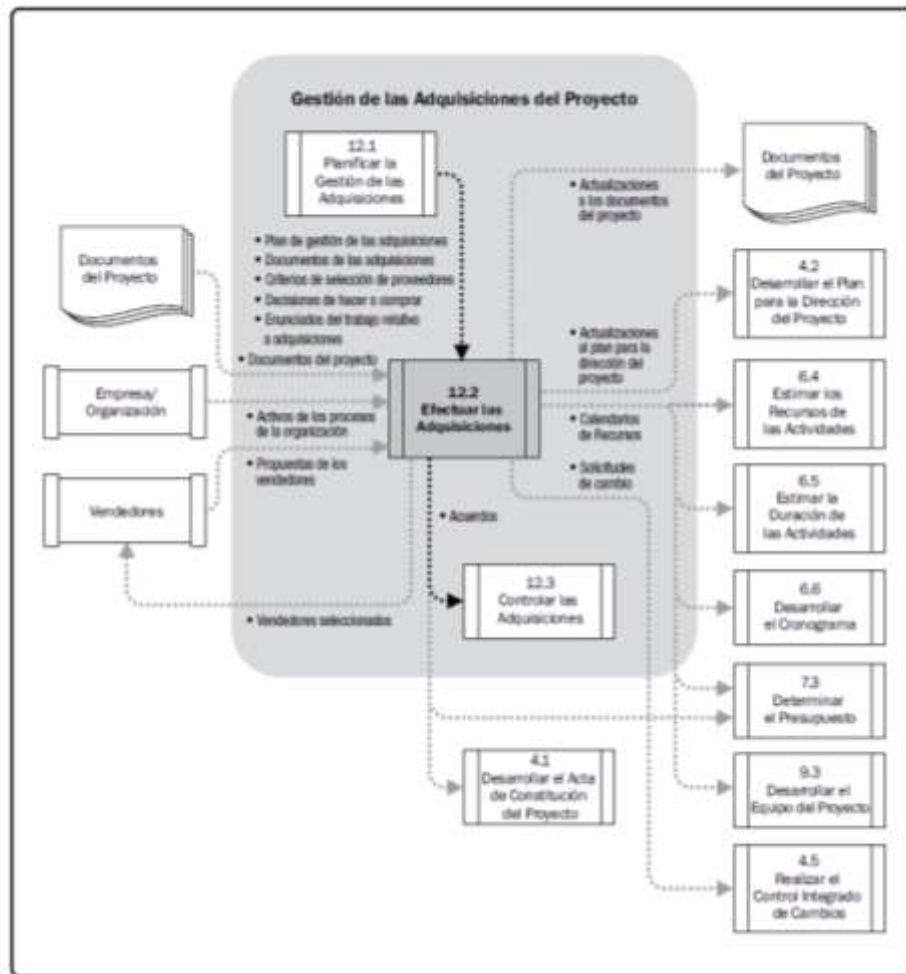 Gestión de las Adquisiciones del Proyecto
12.1
Planificar la
Gestión de las
Adquisiciones
Documentos
del Proyecto
• Actualizaciones
a los documentos
del proyecto
• Plan de gestión de las adquisiciones
• Documentos de las adquisiciones
• Criterios de selección de proveedores
• Decisiones de hacer o comprar
• Enunciados del trabajo relativo
a adquisiciones
Documentos
del Proyecto
• Documentos del proyecto
4.2
Desarrollar el Plan
para la Dirección
del Proyecto
• Actualizaciones
al plan para la
dirección del
proyecto
12.2
Efectuar las
Adquisiciones
Empresa/
Organización
• Activos de los procesos
de la organización
• Calendarios
de Recursos
6.4
Estimar los
Recursos de
las Actividades
• Propuestas de los
vendedores
• Solicitudes
de cambio
Vendedores
• Acuerdos
6.5
Estimar la
Duración de
las Actividades
12.3
Controlar las
Adquisiciones
• Vendedores seleccionados
6.6
Desarrollar
el Cronograma
7.3
Determinar
el Presupuesto
4.1
Desarrollar el Acta
de Constitución
del Proyecto
9.3
Desarrollar el
Equipo del Proyecto
4.5
Realizar el
Control Integrado
de Cambios